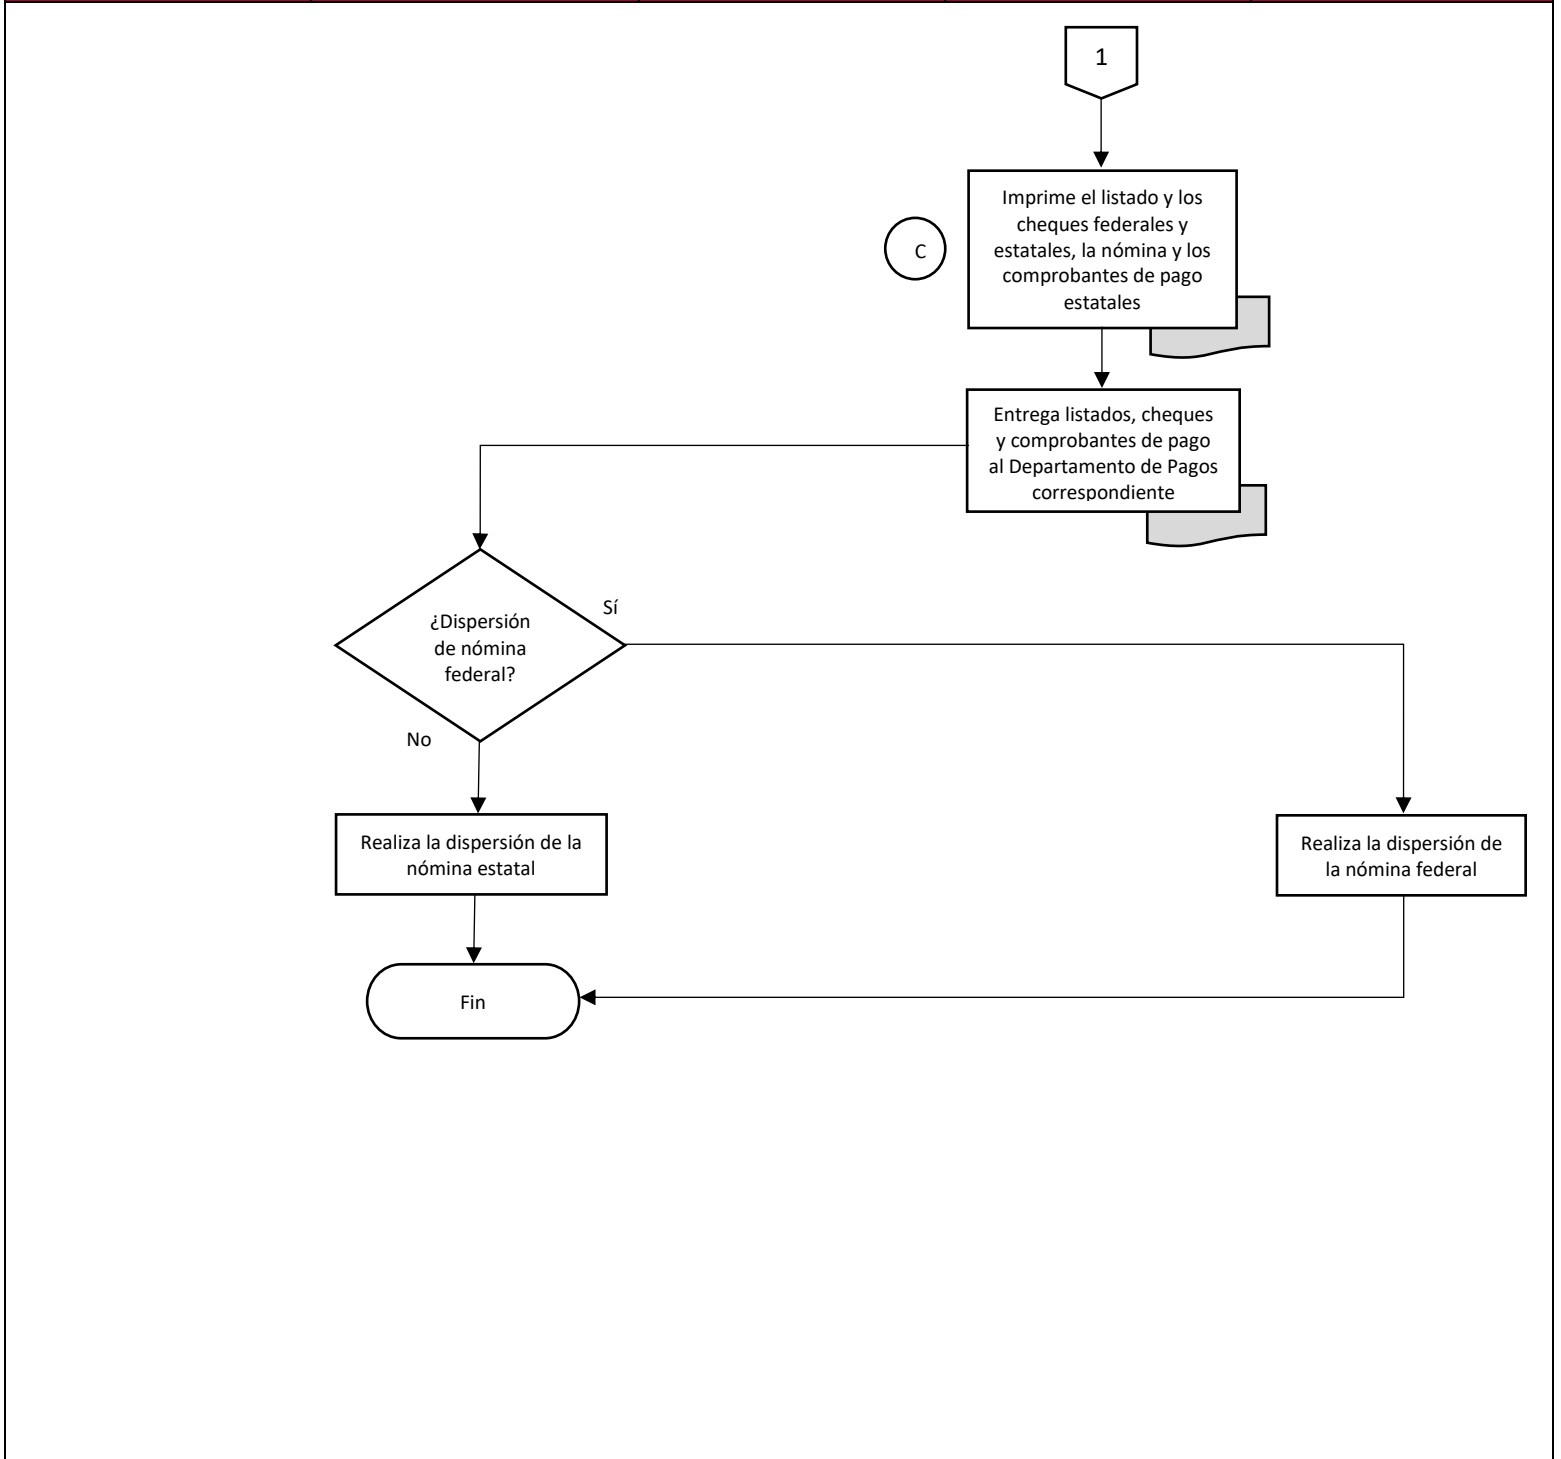 1
Imprime el listado y los
cheques federales y
estatales, la nómina y los
comprobantes de pago
estatales
C
Entrega listados, cheques
y comprobantes de pago
al Departamento de Pagos
correspondiente
¿Dispersión
de nómina
federal?
Sí
No
Realiza la dispersión de la
nómina estatal
Realiza la dispersión de
la nómina federal
Fin